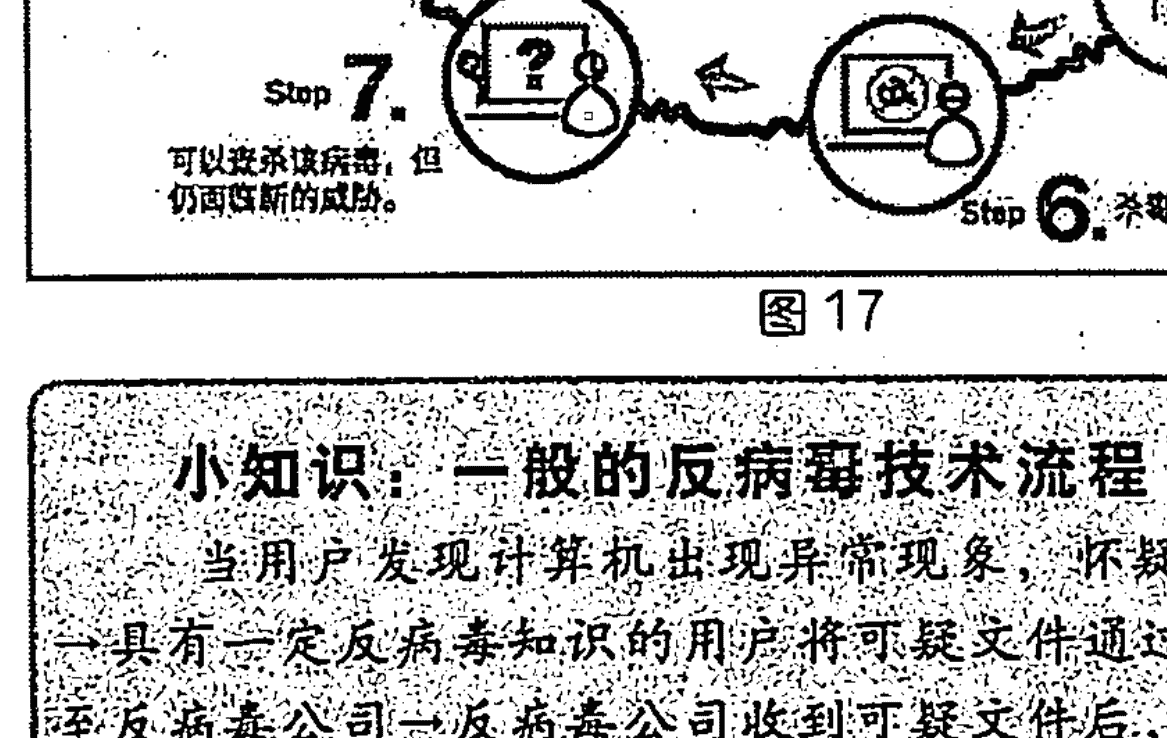 Step 7.
可以查杀该病毒，但
仍面临新的威胁。
Step 6. 杀毒
图 17
小知识：一般的反病毒技术流程
当用户发现计算机出现异常现象，怀疑
→具有一定反病毒知识的用户将可疑文件通过
至反病毒公司→反病毒公司收到可疑文件后，